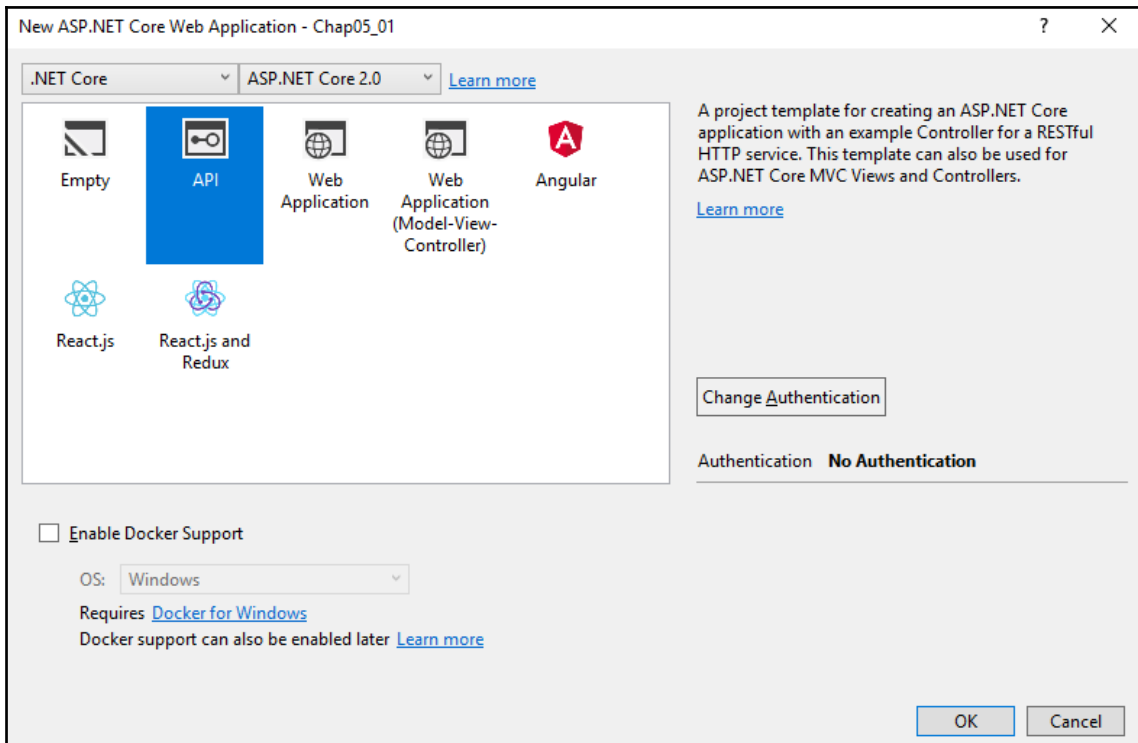 New ASP.NET Core Web Application - Chap05_01
?
.NET Core
ASP.NET Core 2.0
Learn more
Empty
API
Web
Application
Web
Application
(Model-View-
Controller)
Angular
React.js
React.js and
Redux
A project template for creating an ASP.NET Core
application with an example Controller for a RESTful
HTTP service. This template can also be used for
ASP.NET Core MVC Views and Controllers.
Learn more
Change Authentication
Authentication No Authentication
Enable Docker Support
OS: Windows
Requires Docker for Windows
Docker support can also be enabled later Learn more
OK
Cancel